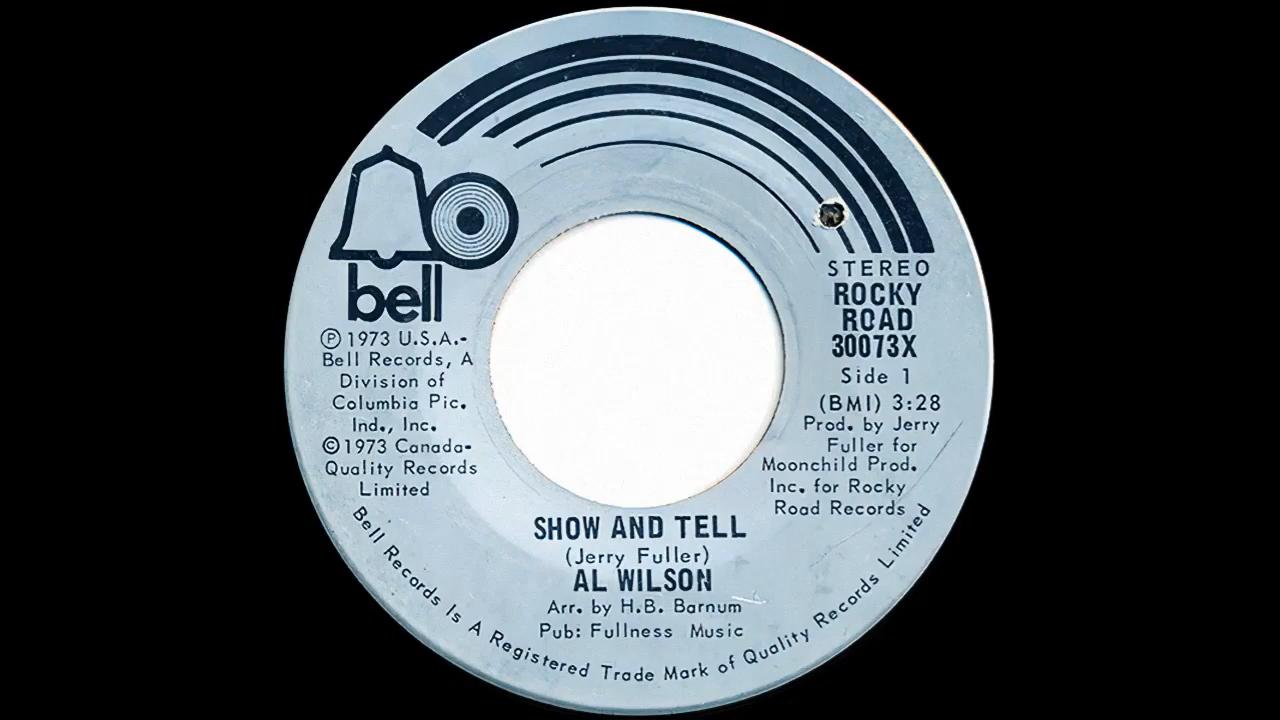 bell
℗ 1973 U.S.A.-
Bell Records, A
Division of
Columbia Pic.
Ind., Inc.
© 1973 Canada-
Quality Records
Limited
STEREO
ROCKY
ROAD
30073X
Side 1
(BMI) 3:28
Prod. by Jerry
Fuller for
Moonchild Prod.
Inc. for Rocky
Road Records
SHOW AND TELL
(Jerry Fuller)
AL WILSON
Arr. by H.B. Barnum
Pub: Fullness Music
Bell Records Is A Registered Trade Mark of Quality Records Limited